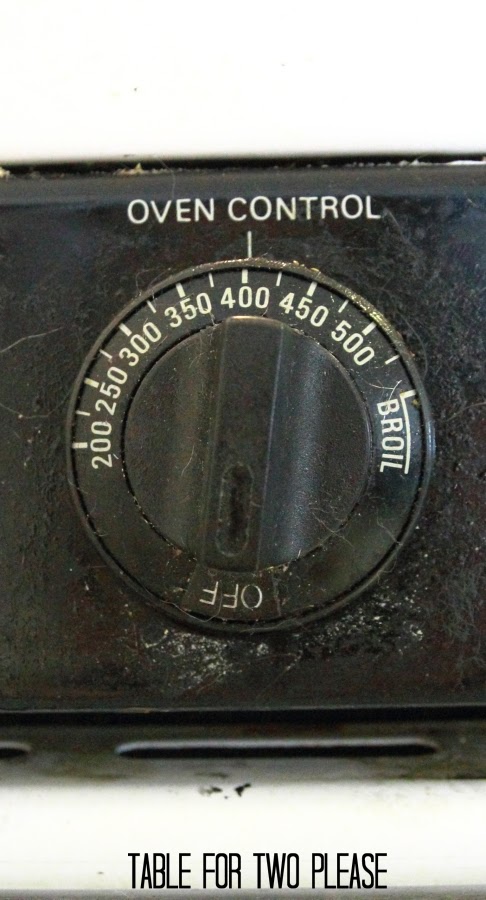 OVEN CONTROL
200 250 300 350 400 450 500 BROIL
OFF
TABLE FOR TWO PLEASE